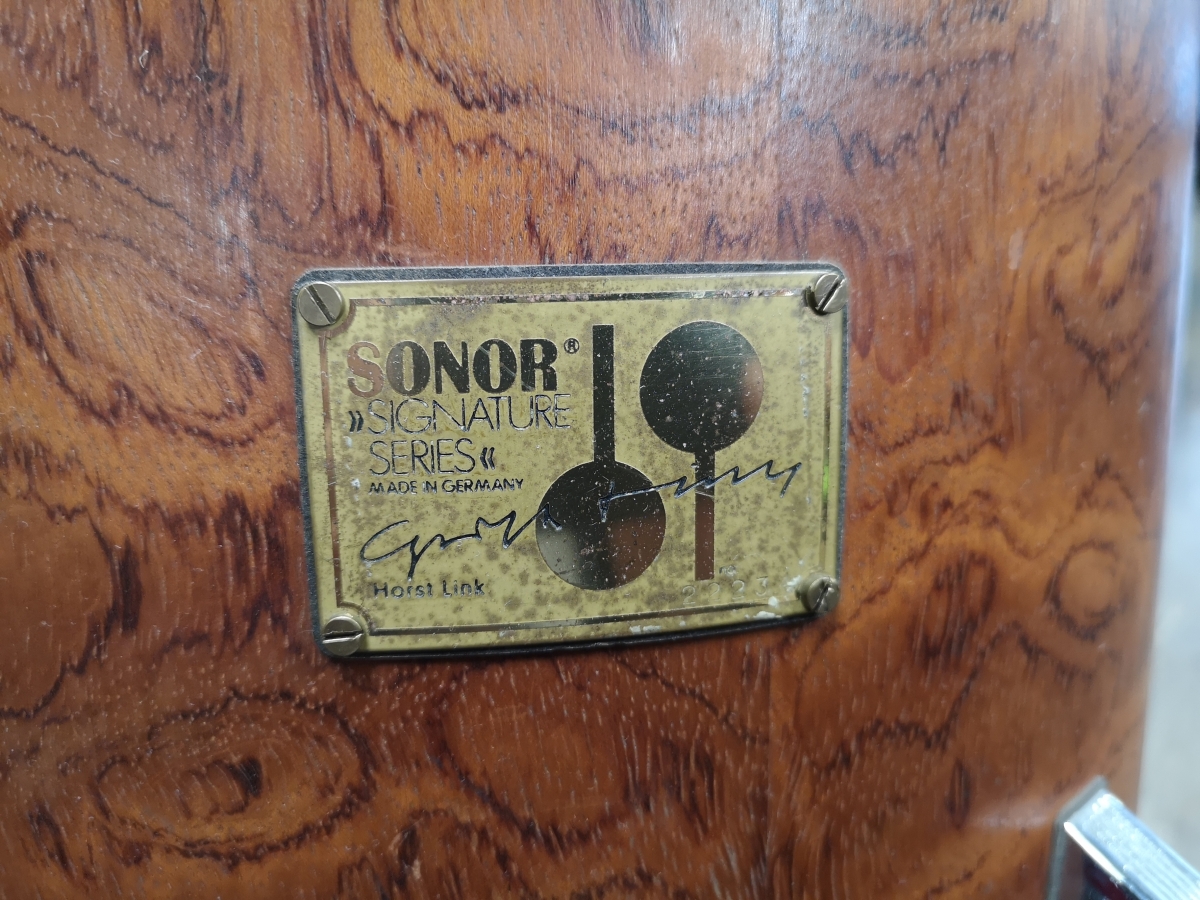 SONOR®
»SIGNATURE
SERIES«
MADE IN GERMANY
Horst Link